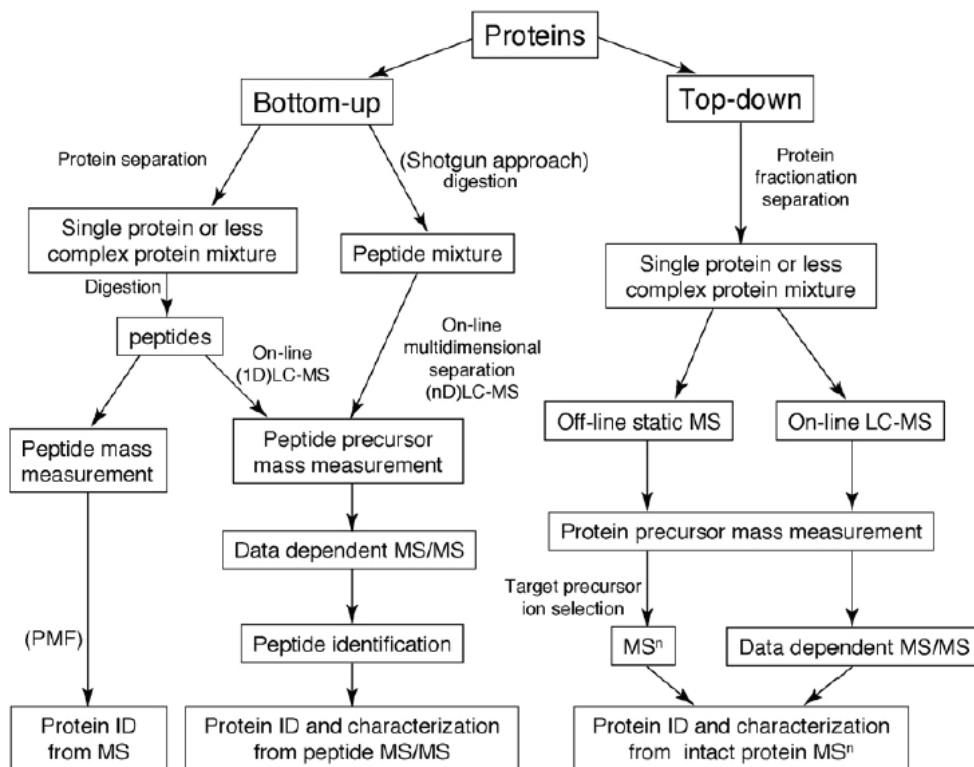 Proteins
Bottom-up
Top-down
Protein separation
(Shotgun approach)
digestion
Protein
fractionation
separation
Single protein or less
complex protein mixture
Peptide mixture
Single protein or less
complex protein mixture
Digestion
peptides
On-line
(1D)LC-MS
On-line
multidimensional
separation
(nD)LC-MS
Off-line static MS
On-line LC-MS
Peptide mass
measurement
Peptide precursor
mass measurement
Protein precursor mass measurement
Data dependent MS/MS
Target precursor
ion selection
(PMF)
Peptide identification
MSⁿ
Data dependent MS/MS
Protein ID
from MS
Protein ID and characterization
from peptide MS/MS
Protein ID and characterization
from intact protein MSⁿ